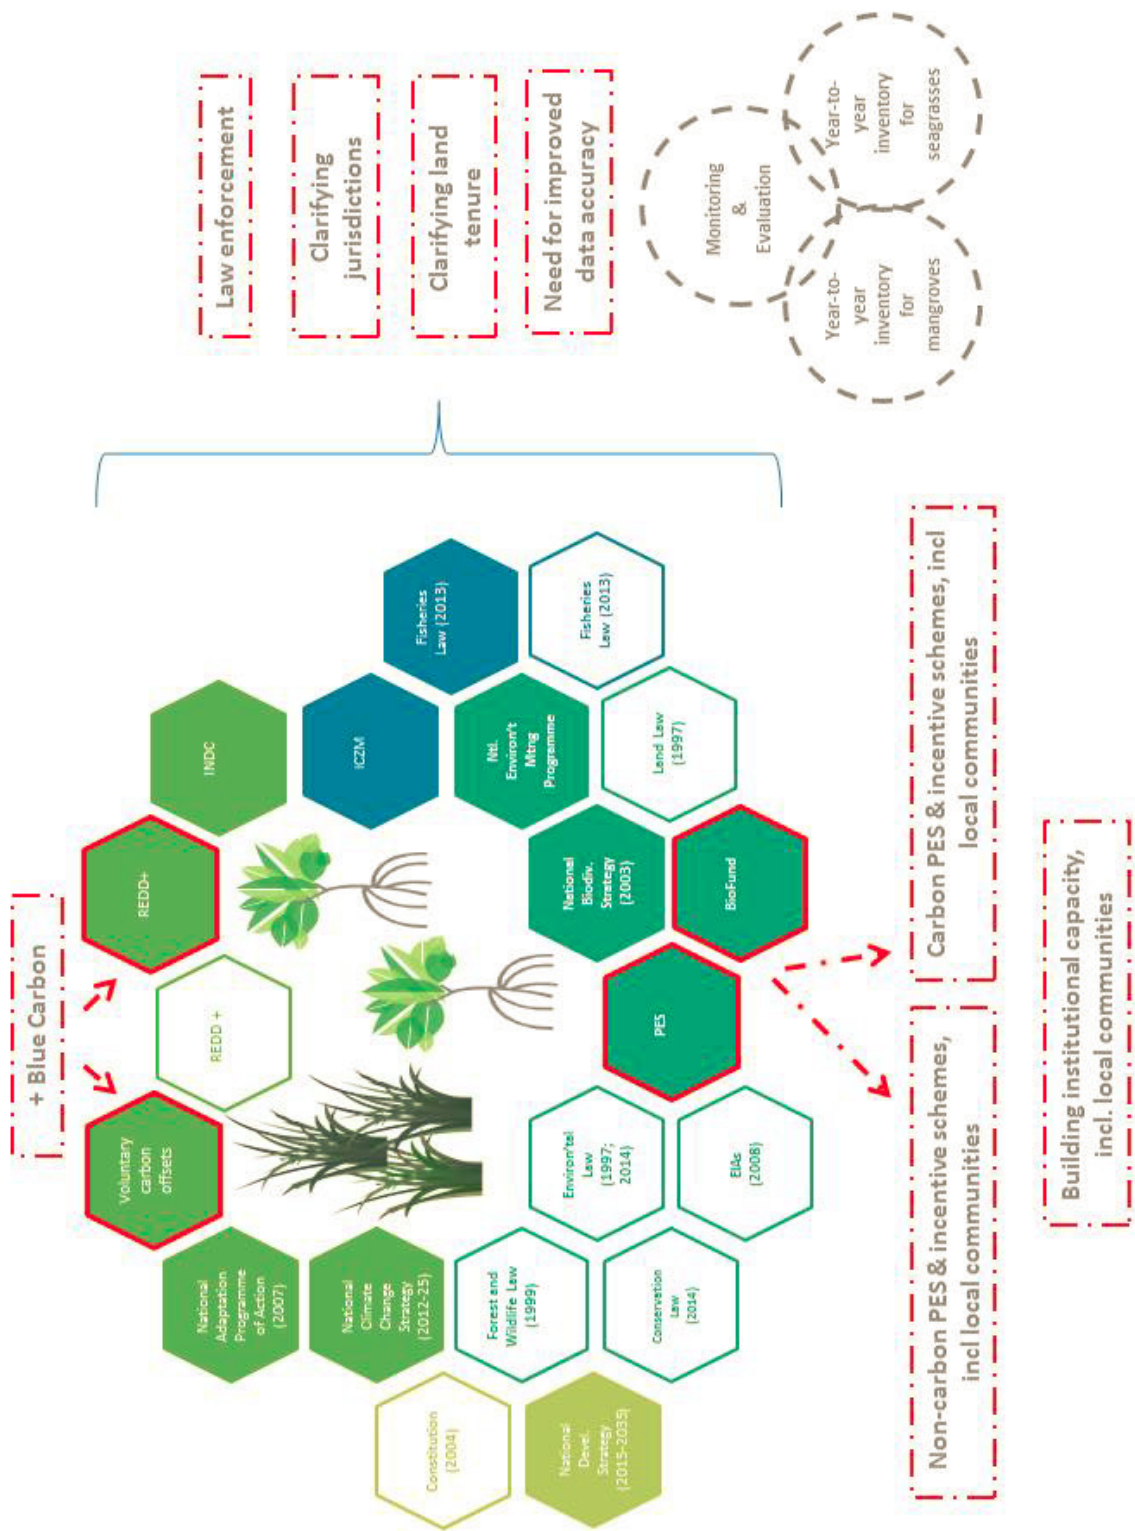 + Blue Carbon
Voluntary
carbon
offsets
REDD+
REDD +
INDC
National
Adaptation
Programme
of Action
(2007)
National
Climate
Change
Strategy
(2012-25)
ICZM
Constitution
(2004)
Fisheries
Law (2013)
Forest and
Wildlife Law
(1999)
Ntl.
Environ't
Mtng
Programme
National
Devel.
Strategy
(2015-2035)
Environ'tal
Law
(1997;
2014)
National
Biodiv.
Strategy
(2003)
Fisheries
Law (2013)
Conservation
Law
(2014)
PES
Land Law
(1997)
EIAs
(2008)
BioFund
Law enforcement
Clarifying
jurisdictions
Clarifying land
tenure
Need for improved
data accuracy
Monitoring
&
Evaluation
Year-to-
year
inventory
for
mangroves
Year-to-
year
inventory
for
seagrasses
Non-carbon PES & incentive schemes,
incl local communities
Carbon PES & incentive schemes, incl
local communities
Building institutional capacity,
incl. local communities